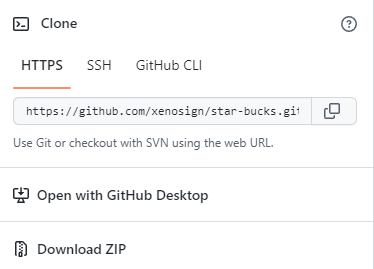 Clone
HTTPS SSH GitHub CLI
https://github.com/xenosign/star-bucks.git
Use Git or checkout with SVN using the web URL.
Open with GitHub Desktop
Download ZIP